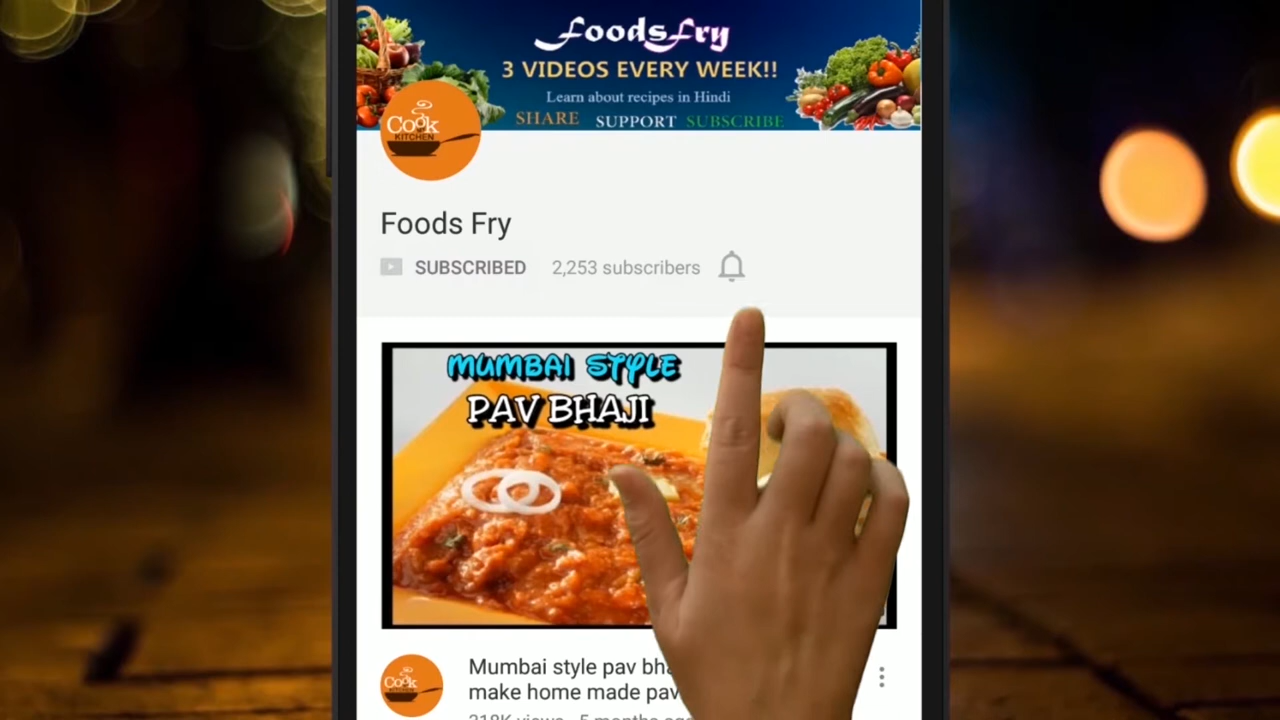 FoodsFry
3 VIDEOS EVERY WEEK!!
Learn about recipes in Hindi
SHARE SUPPORT SUBSCRIBE
Cook
KITCHEN
Foods Fry
SUBSCRIBED 2,253 subscribers
MUMBAI STYLE
PAV BHAJI
Cook
Mumbai style pav
make home made pav